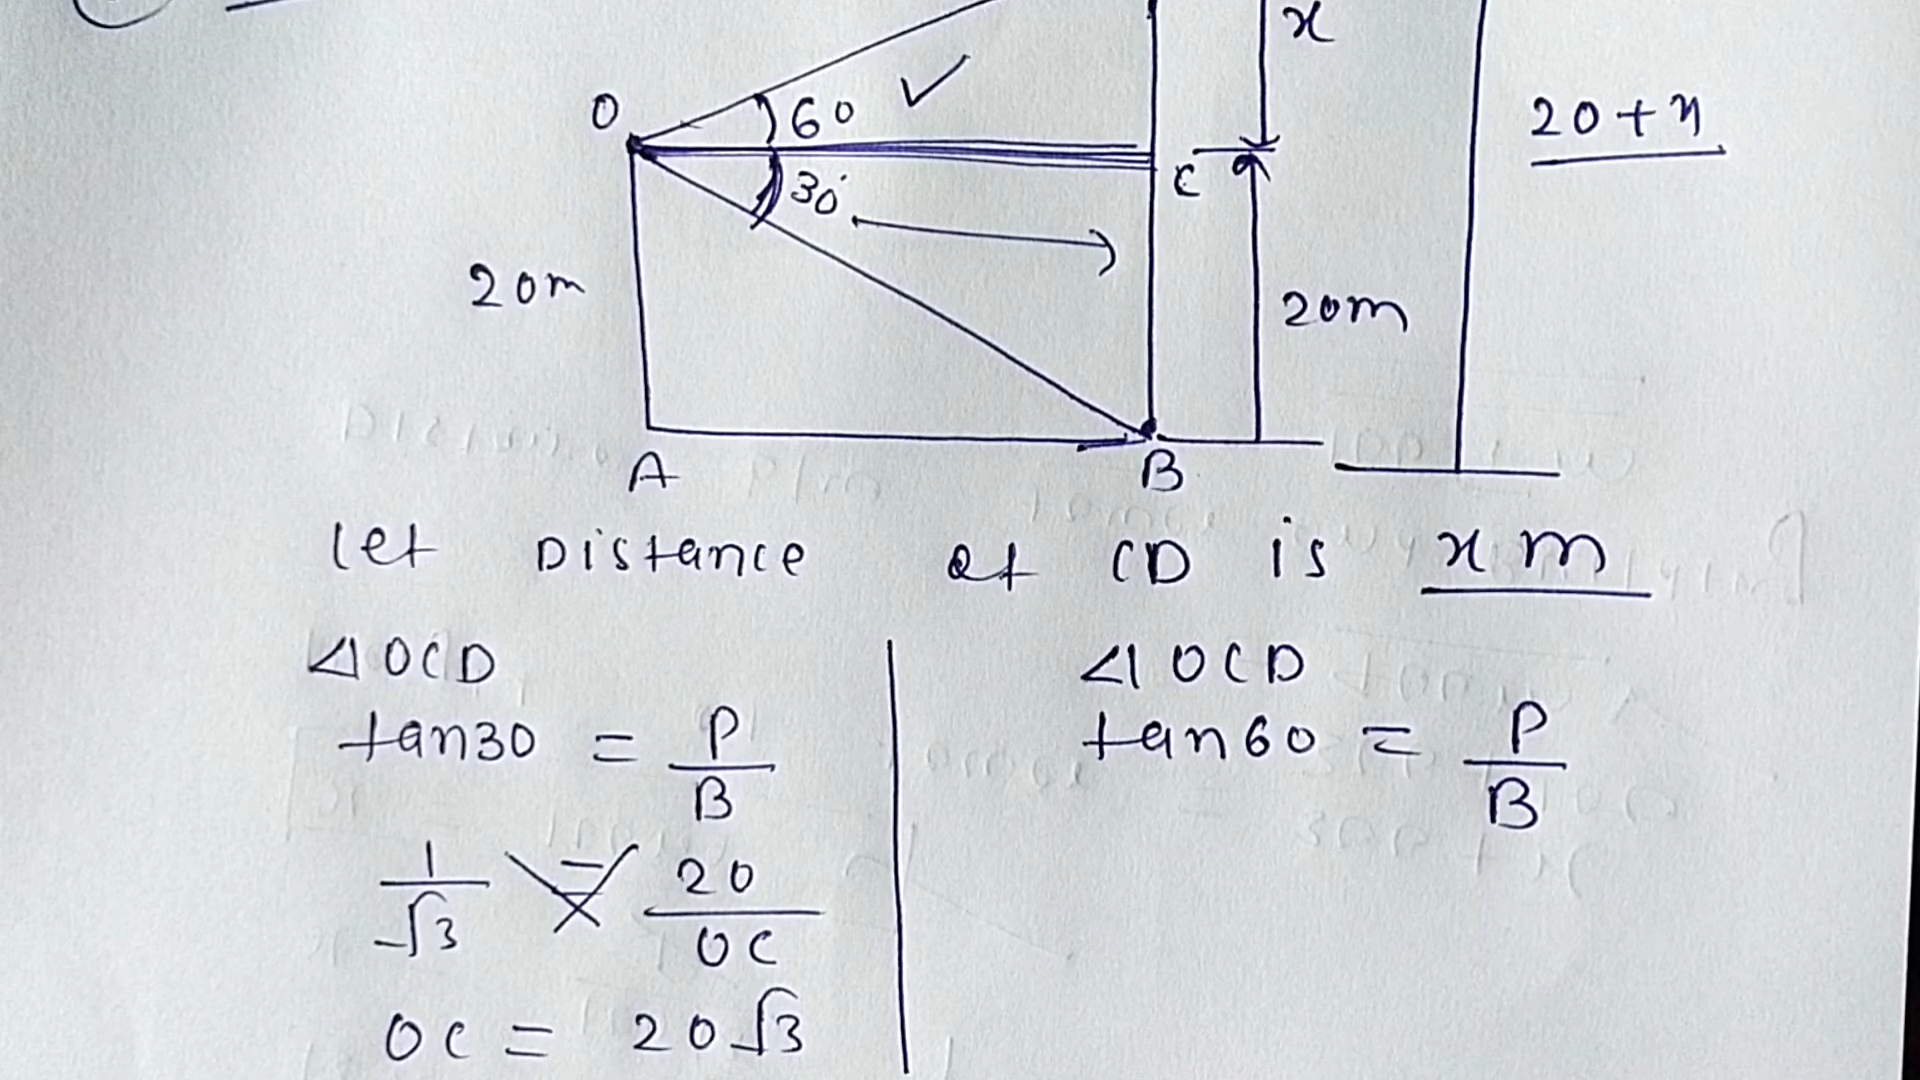 x
O
60
20+x
30°
C
20m
20m
A
B
let Distance of CD is x m
△OCD
tan30 = P/B
1/√3 = 20/OC
OC = 20√3
△OCD
tan60 = P/B